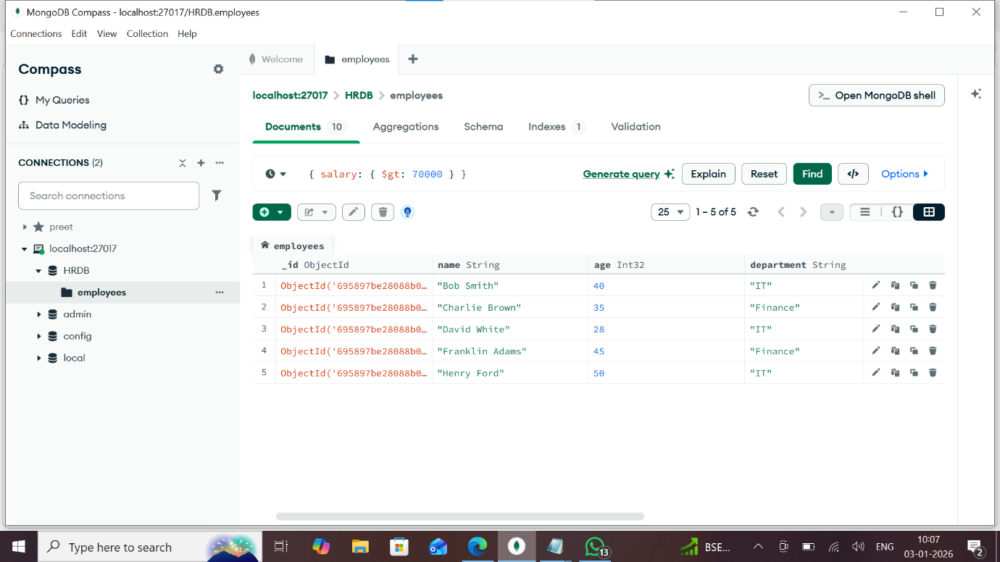 MongoDB Compass - localhost:27017/HRDB.employees
Connections Edit View Collection Help
Compass
My Queries
Data Modeling
CONNECTIONS (2)
Search connections
preet
localhost:27017
HRDB
employees
admin
config
local
Welcome
employees
localhost:27017 > HRDB > employees
>_ Open MongoDB shell
Documents 10 Aggregations Schema Indexes 1 Validation
{ salary: { $gt: 70000 } }
Generate query Explain Reset Find </> Options
25 1 – 5 of 5 {}
employees
_id ObjectId name String age Int32 department String
1 ObjectId('695897be28088b0… "Bob Smith" 40 "IT"
2 ObjectId('695897be28088b0… "Charlie Brown" 35 "Finance"
3 ObjectId('695897be28088b0… "David White" 28 "IT"
4 ObjectId('695897be28088b0… "Franklin Adams" 45 "Finance"
5 ObjectId('695897be28088b0… "Henry Ford" 50 "IT"
Type here to search
13
BSE...
ENG
10:07
03-01-2026
2